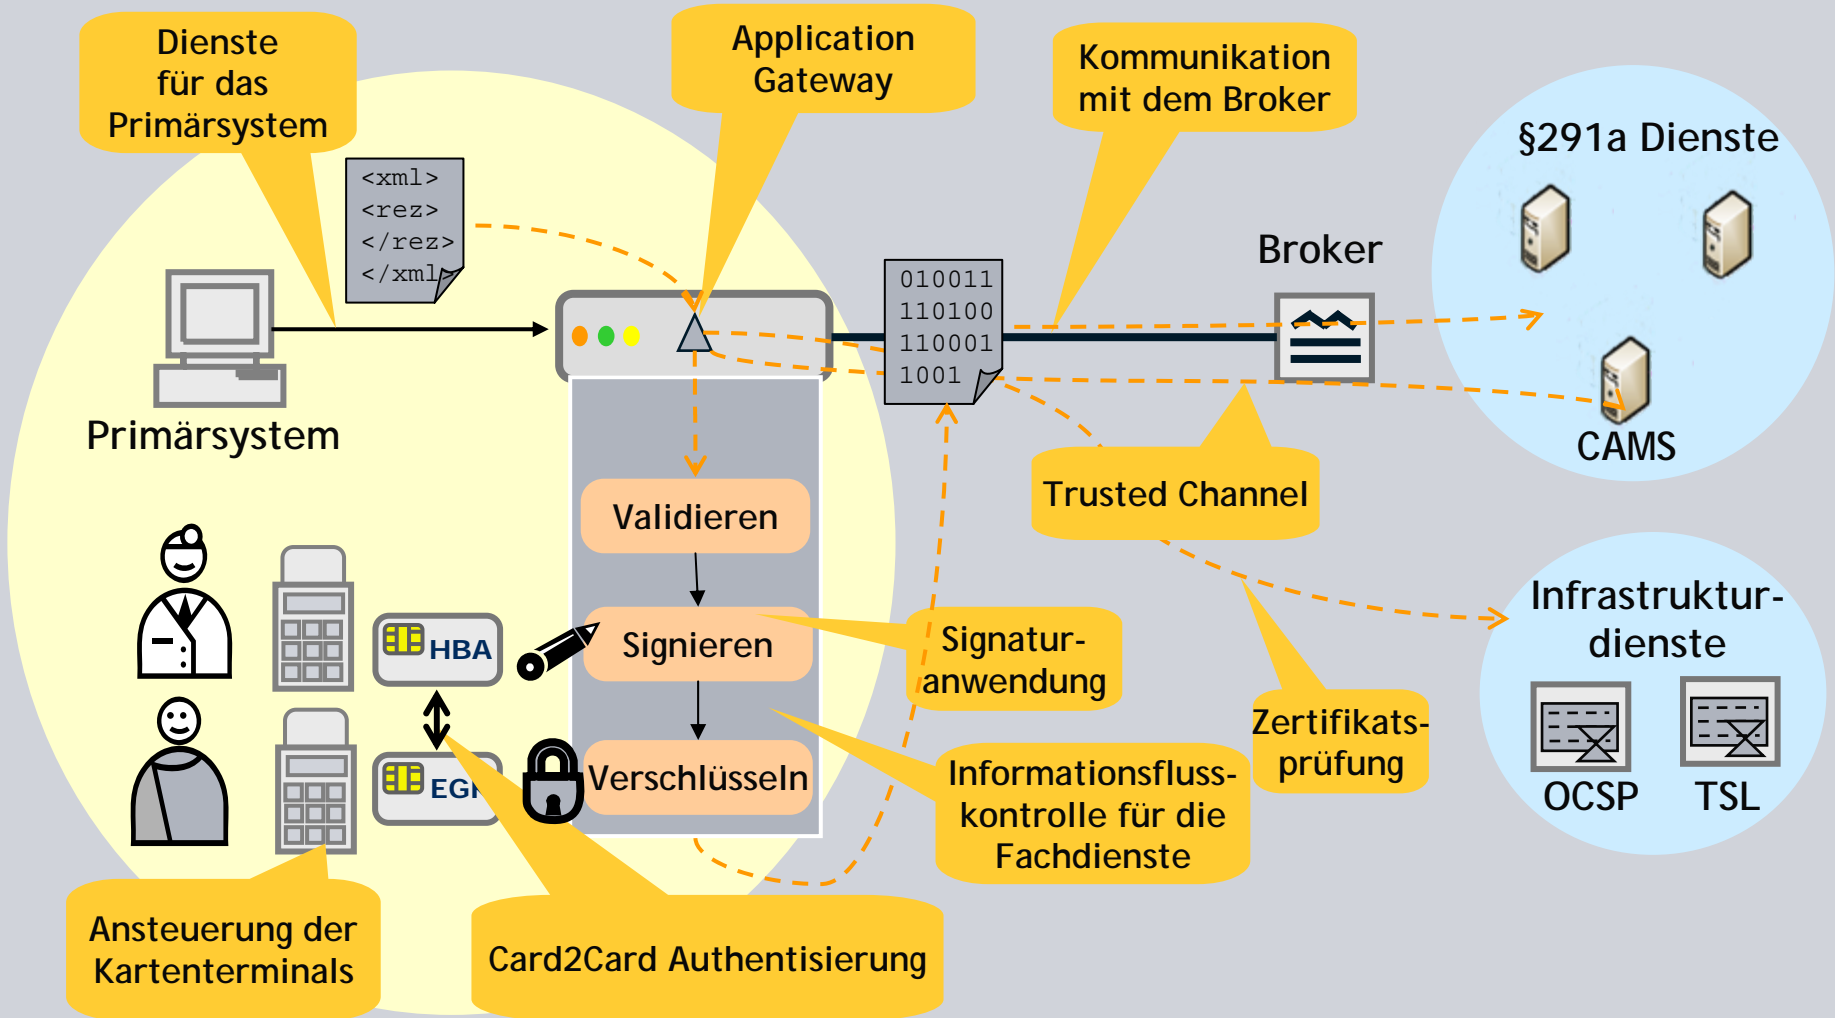 Dienste
für das
Primärsystem
Application
Gateway
Kommunikation
mit dem Broker
§291a Dienste
<xml>
<rez>
</rez>
</xml>
Broker
010011
110100
110001
1001
Primärsystem
CAMS
Trusted Channel
Validieren
Infrastruktur-
dienste
HBA
Signieren
Signatur-
anwendung
Zertifikats-
prüfung
EGK
Verschlüsseln
Informationsfluss-
kontrolle für die
Fachdienste
OCSP
TSL
Ansteuerung der
Kartenterminals
Card2Card Authentisierung